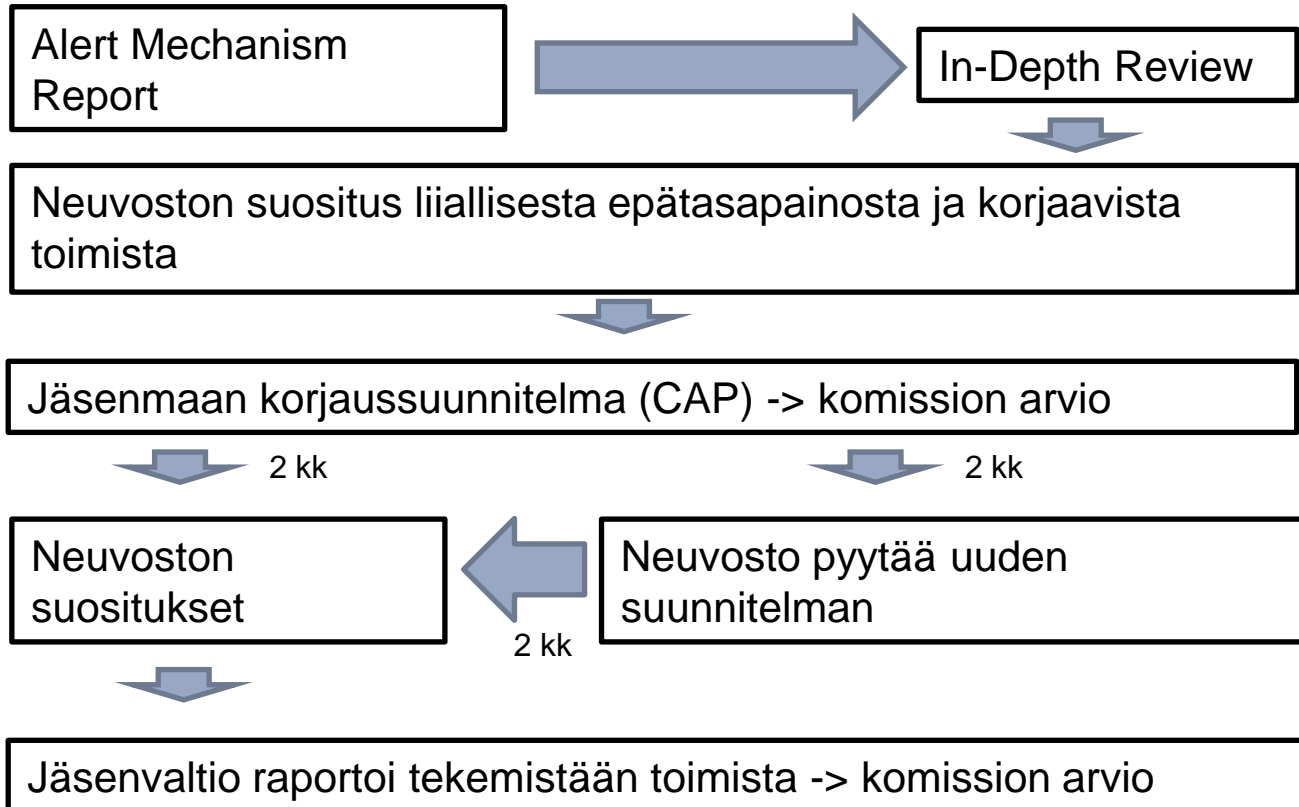 Alert Mechanism
Report
In-Depth Review
Neuvoston suositus liiallisesta epätasapainosta ja korjaavista
toimista
Jäsenmaan korjaussuunnitelma (CAP) -> komission arvio
2 kk
2 kk
Neuvoston
suositukset
2 kk
Neuvosto pyytää uuden
suunnitelman
Jäsenvaltio raportoi tekemistään toimista -> komission arvio